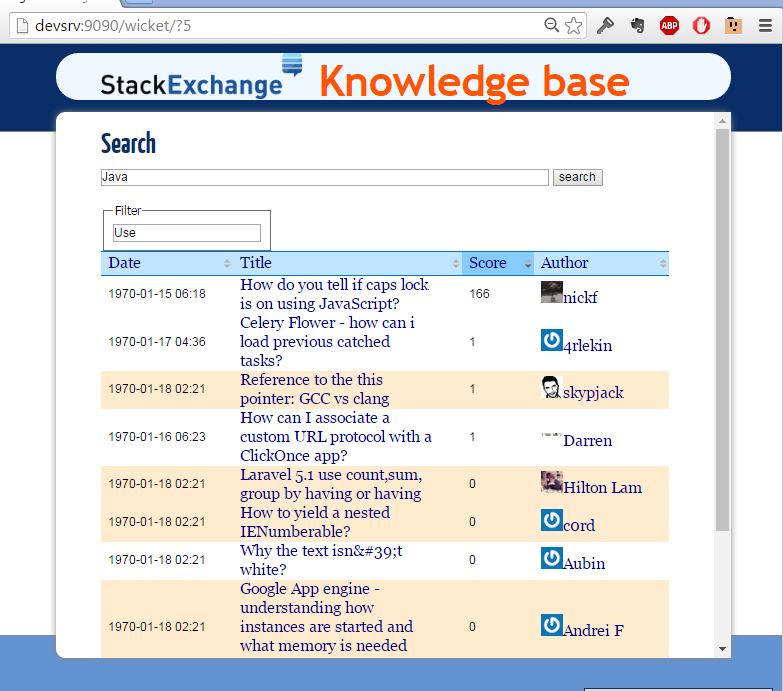 devsrv:9090/wicket/?5
ABP
StackExchange Knowledge base
Search
Java search
Filter
Use
Date Title Score Author
1970-01-15 06:18 How do you tell if caps lock 166 nickf
is on using JavaScript?
1970-01-17 04:36 Celery Flower - how can i 1 4rlekin
load previous catched
tasks?
1970-01-18 02:21 Reference to the this 1 skypjack
pointer: GCC vs clang
1970-01-16 06:23 How can I associate a 1 Darren
custom URL protocol with a
ClickOnce app?
1970-01-18 02:21 Laravel 5.1 use count,sum, 0 Hilton Lam
group by having or having
1970-01-18 02:21 How to yield a nested 0 c0rd
IENumberable?
1970-01-18 02:21 Why the text isn&#39;t 0 Aubin
white?
1970-01-18 02:21 Google App engine - 0 Andrei F
understanding how
instances are started and
what memory is needed